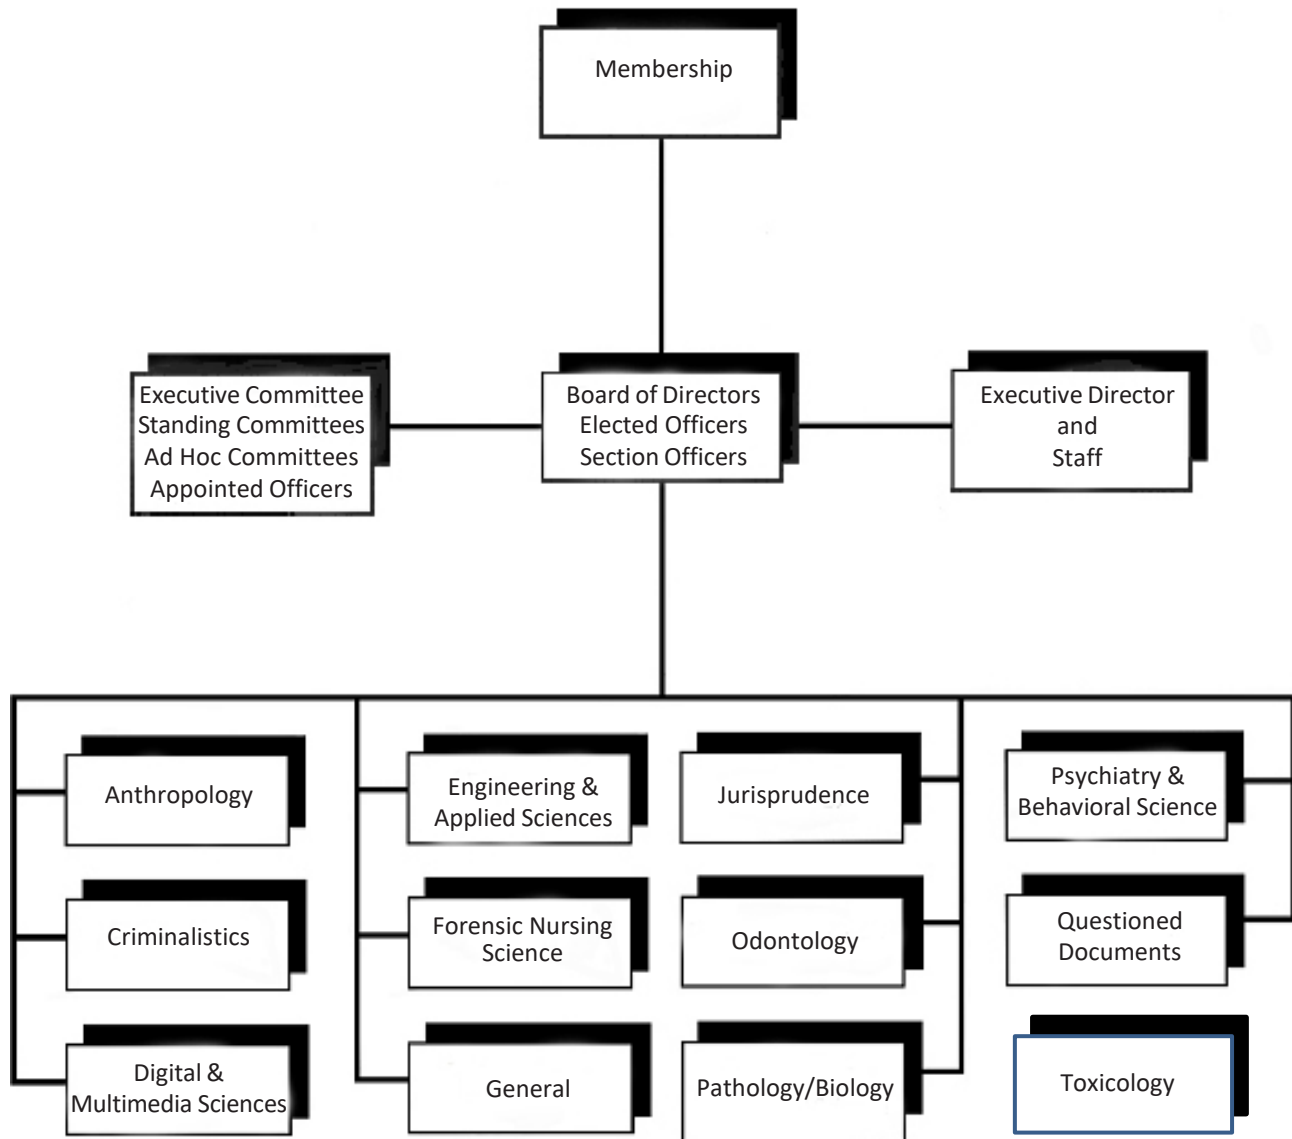 Membership
Executive Committee
Standing Committees
Ad Hoc Committees
Appointed Officers
Board of Directors
Elected Officers
Section Officers
Executive Director
and
Staff
Anthropology
Engineering &
Applied Sciences
Jurisprudence
Psychiatry &
Behavioral Science
Criminalistics
Forensic Nursing
Science
Odontology
Questioned
Documents
Digital &
Multimedia Sciences
General
Pathology/Biology
Toxicology